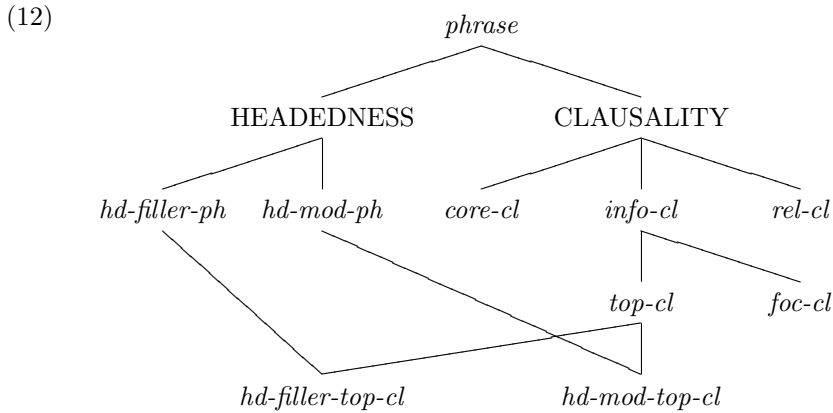 (12)
phrase
HEADEDNESS CLAUSALITY
hd-filler-ph hd-mod-ph core-cl info-cl rel-cl
top-cl foc-cl
hd-filler-top-cl hd-mod-top-cl